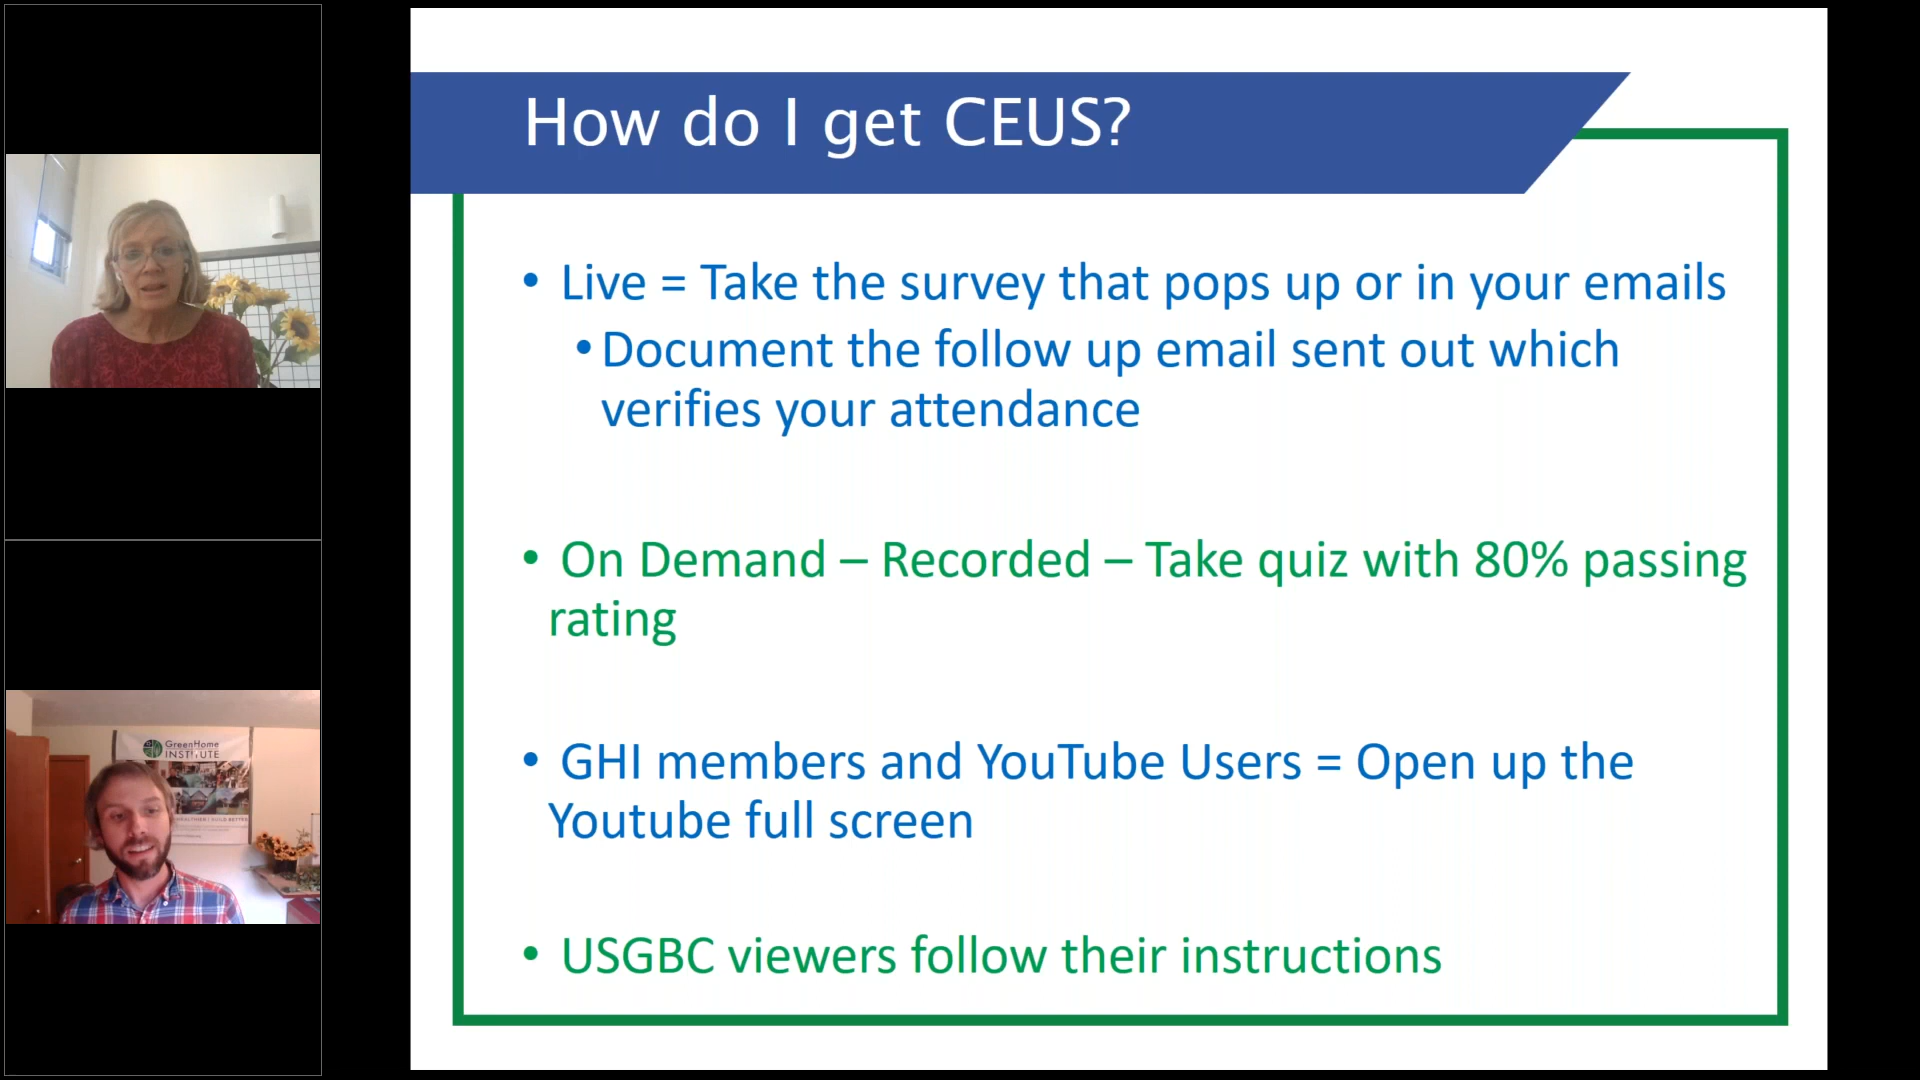 How do I get CEUS?
• Live = Take the survey that pops up or in your emails
• Document the follow up email sent out which
verifies your attendance
• On Demand – Recorded – Take quiz with 80% passing
rating
• GHI members and YouTube Users = Open up the
Youtube full screen
• USGBC viewers follow their instructions
GreenHome
INSTITUTE